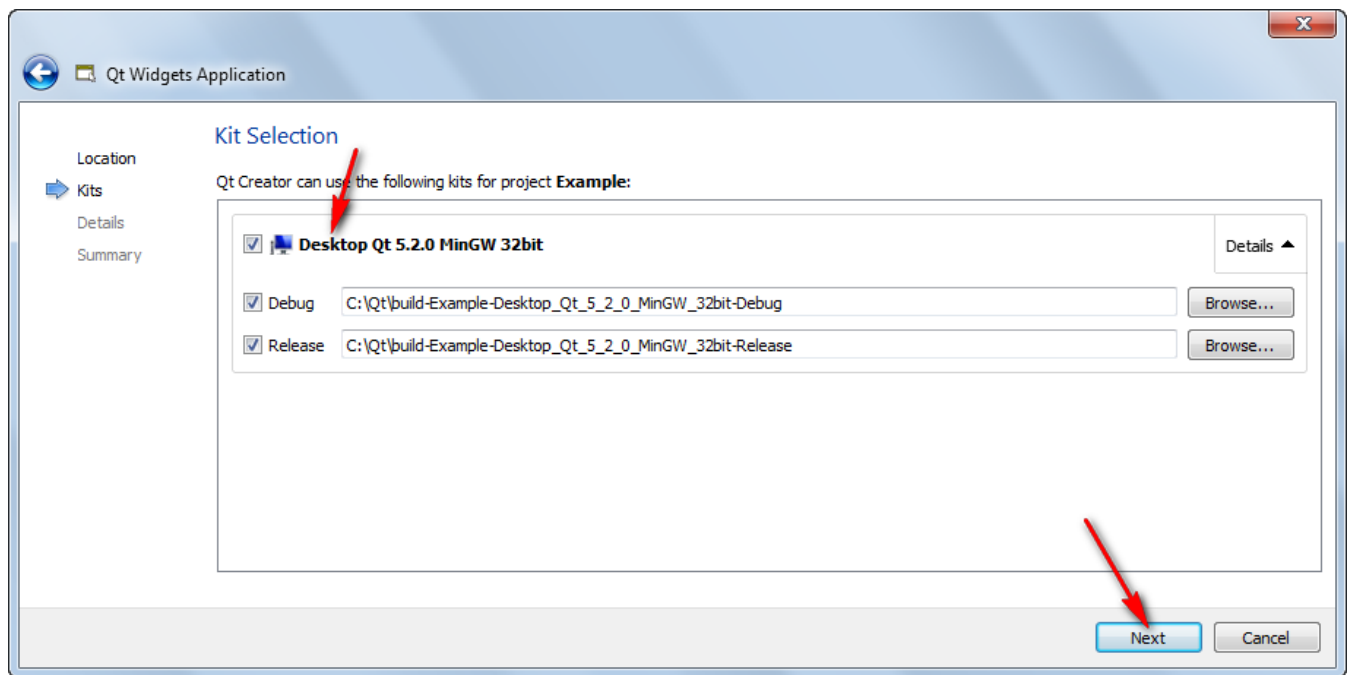 Qt Widgets Application
Kit Selection
Location
Kits
Details
Summary
Qt Creator can use the following kits for project Example:
Desktop Qt 5.2.0 MinGW 32bit
Details
Debug C:\Qt\build-Example-Desktop_Qt_5_2_0_MinGW_32bit-Debug Browse...
Release C:\Qt\build-Example-Desktop_Qt_5_2_0_MinGW_32bit-Release Browse...
Next Cancel